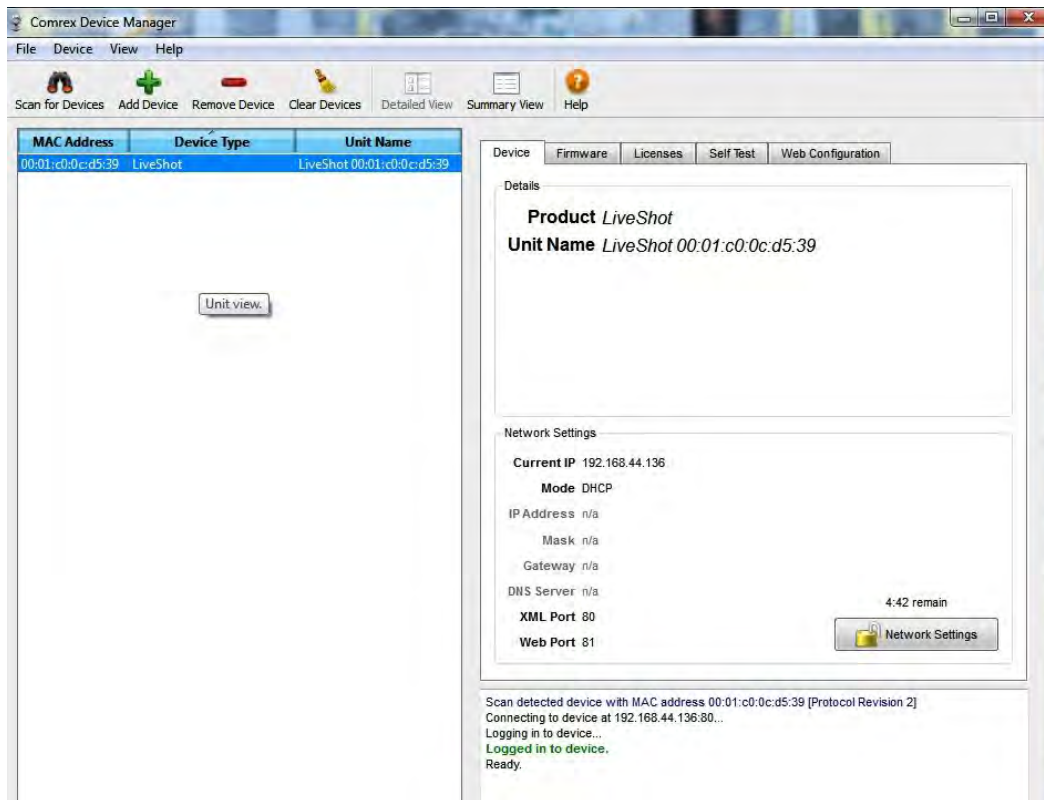 Comrex Device Manager
File Device View Help
Scan for Devices Add Device Remove Device Clear Devices Detailed View Summary View Help
MAC Address Device Type Unit Name
00:01:c0:0c:d5:39 LiveShot LiveShot 00:01:c0:0c:d5:39
Unit view.
Device Firmware Licenses Self Test Web Configuration
Details
Product LiveShot
Unit Name LiveShot 00:01:c0:0c:d5:39
Network Settings
Current IP 192.168.44.136
Mode DHCP
IP Address n/a
Mask n/a
Gateway n/a
DNS Server n/a
XML Port 80
Web Port 81
4:42 remain
Network Settings
Scan detected device with MAC address 00:01:c0:0c:d5:39 [Protocol Revision 2]
Connecting to device at 192.168.44.136:80...
Logging in to device...
Logged in to device.
Ready.